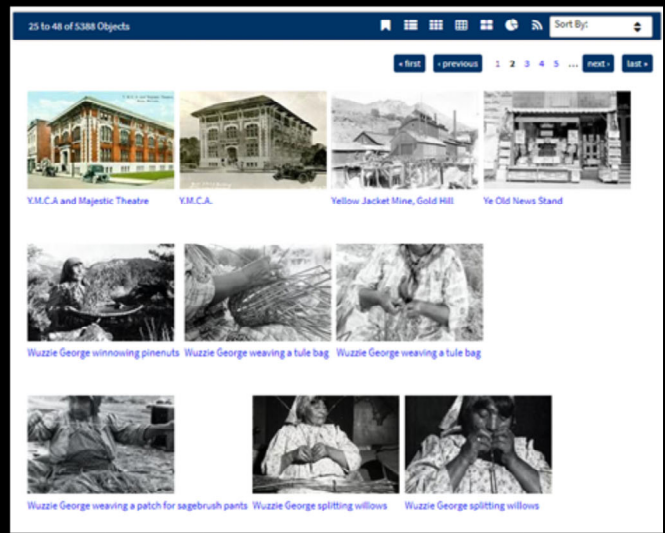 25 to 48 of 5388 Objects
Sort By:
« first ‹ previous 1 2 3 4 5 ... next › last »
Y.M.C.A and Majestic Theatre Y.M.C.A. Yellow Jacket Mine, Gold Hill Ye Old News Stand
Wuzzie George winnowing pinenuts Wuzzie George weaving a tule bag Wuzzie George weaving a tule bag
Wuzzie George weaving a patch for sagebrush pants Wuzzie George splitting willows Wuzzie George splitting willows